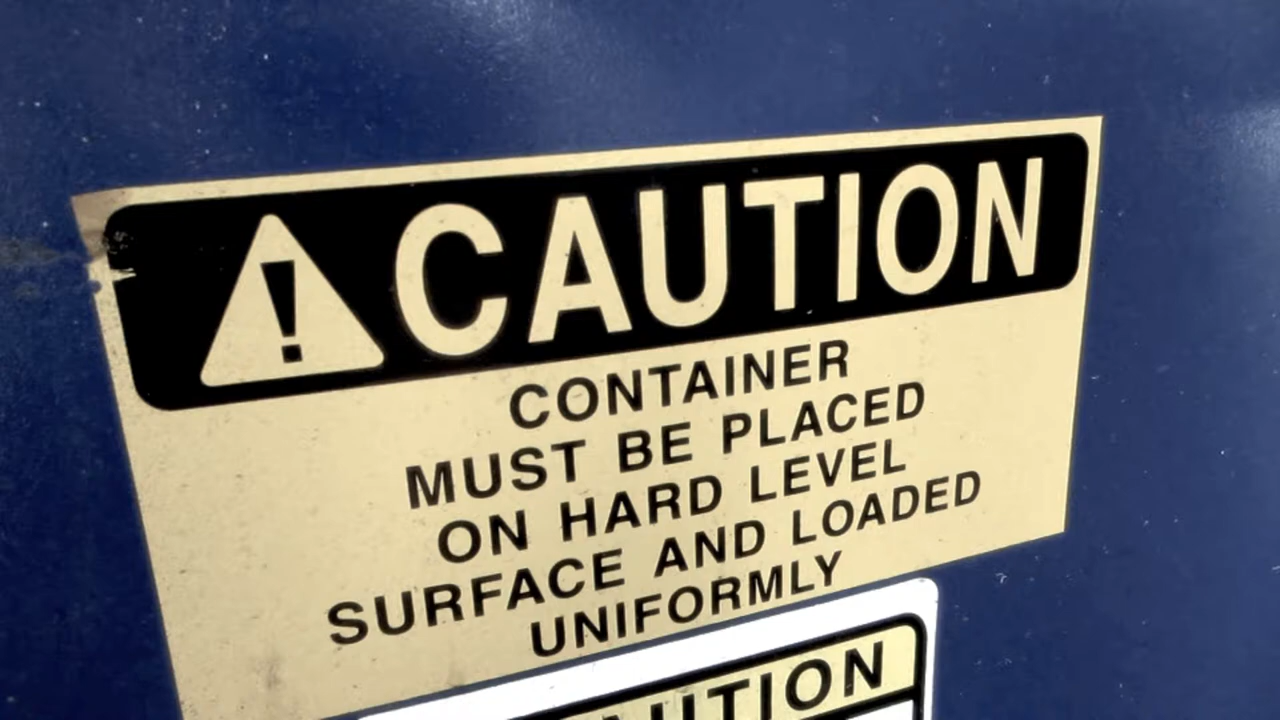 CAUTION
CONTAINER
MUST BE PLACED
ON HARD LEVEL
SURFACE AND LOADED
UNIFORMLY